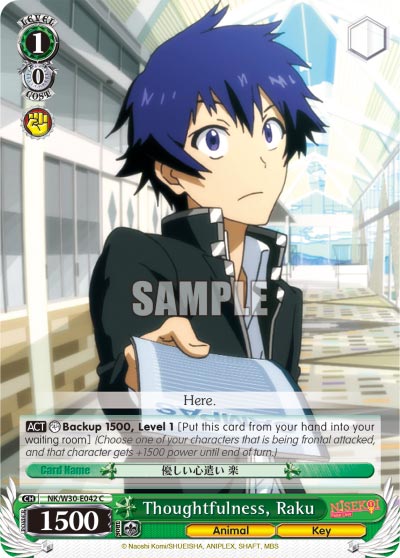 LEVEL
1
0
COST
SAMPLE
Here.
ACT Backup 1500, Level 1 [Put this card from your hand into your
waiting room] (Choose one of your characters that is being frontal attacked,
and that character gets +1500 power until end of turn.)
Card Name 優しい心遣い 楽
CH NK/W30-E042 C
Thoughtfulness, Raku
NISEKOI
POWER
1500
SOUL
Animal
Key
© Naoshi Komi/SHUEISHA, ANIPLEX, SHAFT, MBS